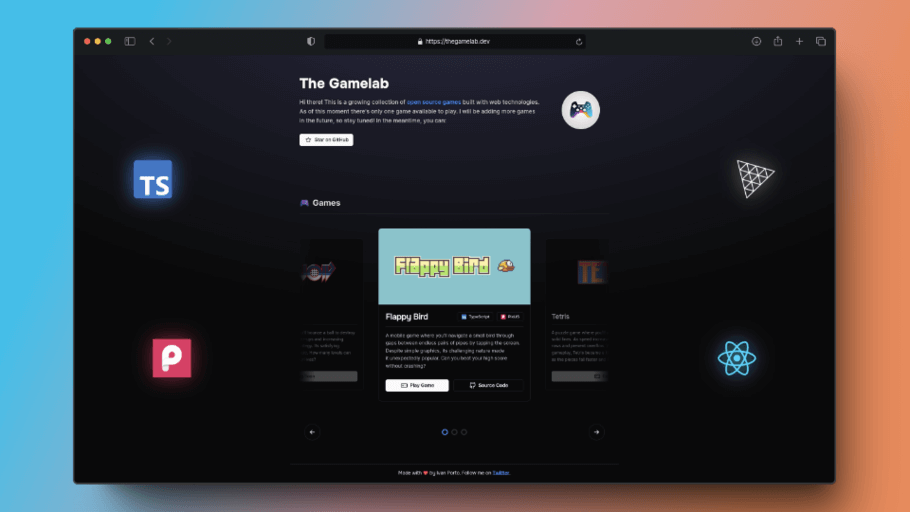 https://thegamelab.dev
The Gamelab
Hi there! This is a growing collection of open source games built with web technologies.
As of this moment there's only one game available to play. I will be adding more games
in the future, so stay tuned! In the meantime, you can:
Star on GitHub
TS
Games
Flappy Bird
Flappy Bird
TypeScript
PixiJS
A mobile game where you'll navigate a small bird through
gaps between endless pairs of pipes by tapping the screen.
Despite simple graphics, its challenging nature made
it unexpectedly popular. Can you beat your high score
without crashing?
Play Game
Source Code
TE
Tetris
Made with ❤ by Ivan Porto. Follow me on Twitter.